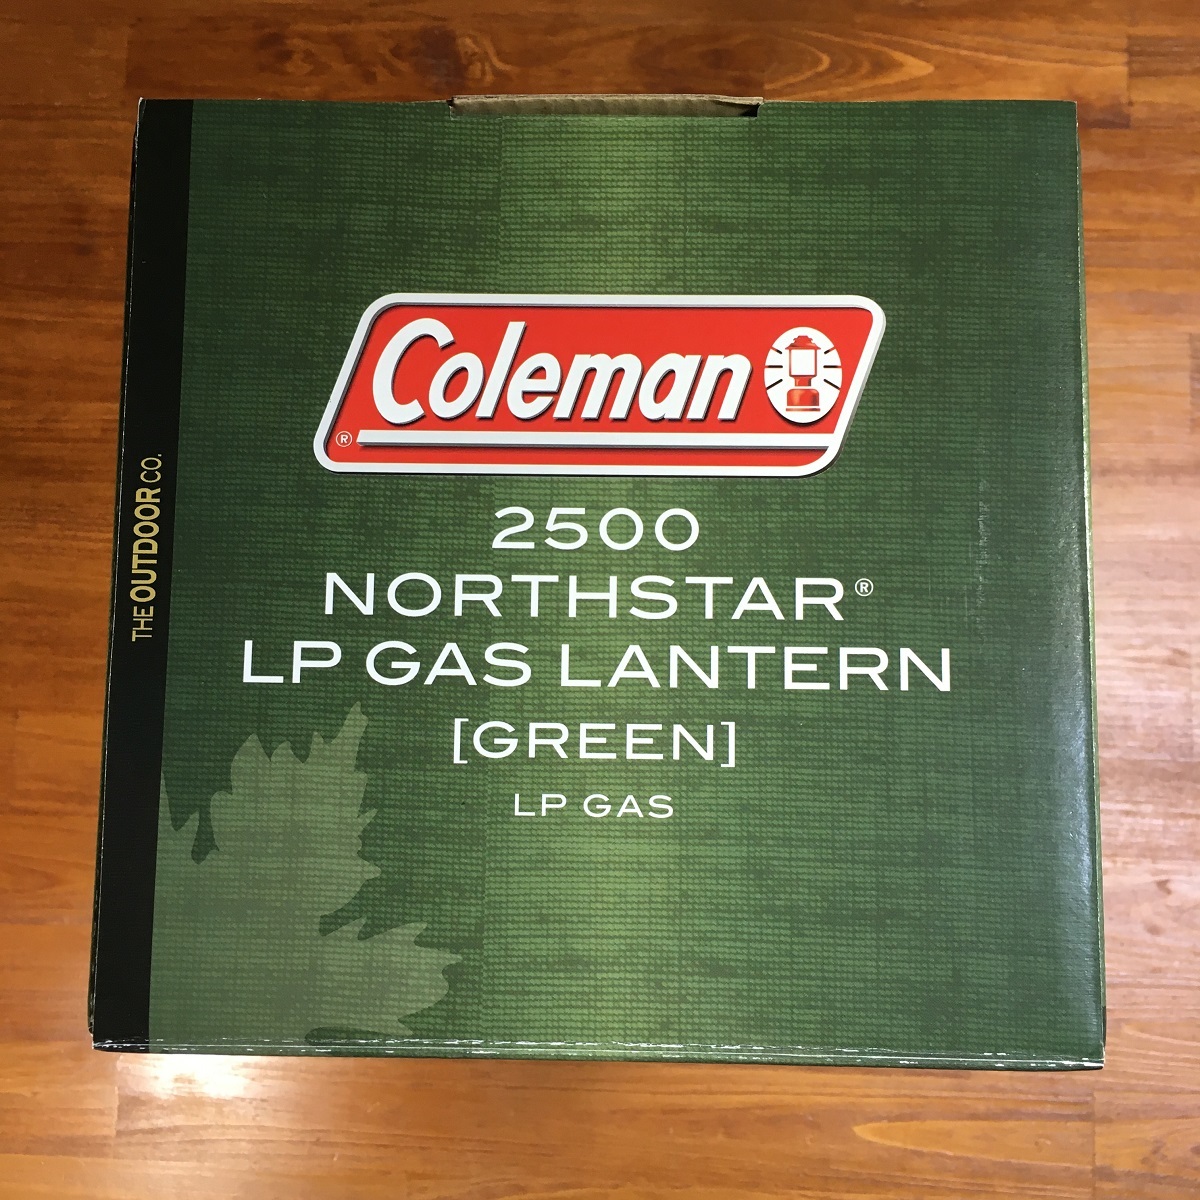 Coleman
®
2500
NORTHSTAR®
LP GAS LANTERN
[GREEN]
LP GAS
THE OUTDOOR CO.